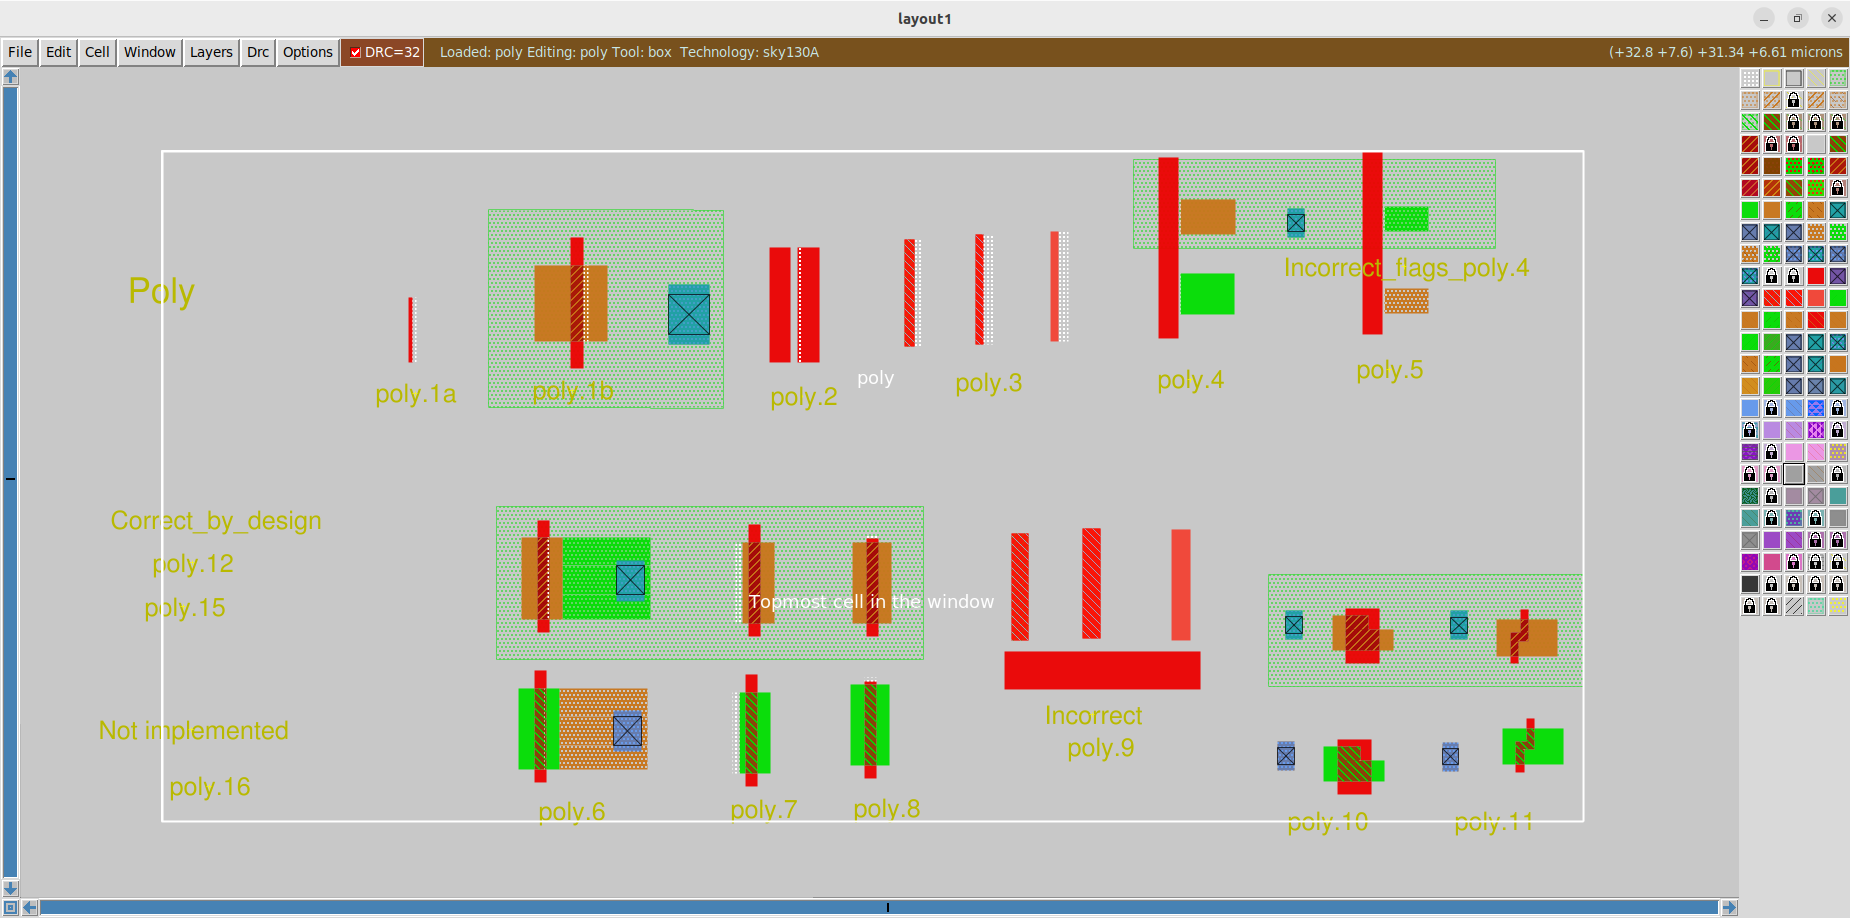 layout1
File Edit Cell Window Layers Drc Options DRC=32 Loaded: poly Editing: poly Tool: box Technology: sky130A (+32.8 +7.6) +31.34 +6.61 microns
Poly
Incorrect_flags_poly.4
poly.1a
poly.1b
poly.2
poly
poly.3
poly.4
poly.5
Correct_by_design
poly.12
poly.15
Topmost cell in the window
Not implemented
poly.16
Incorrect
poly.9
poly.6
poly.7
poly.8
poly.10
poly.11